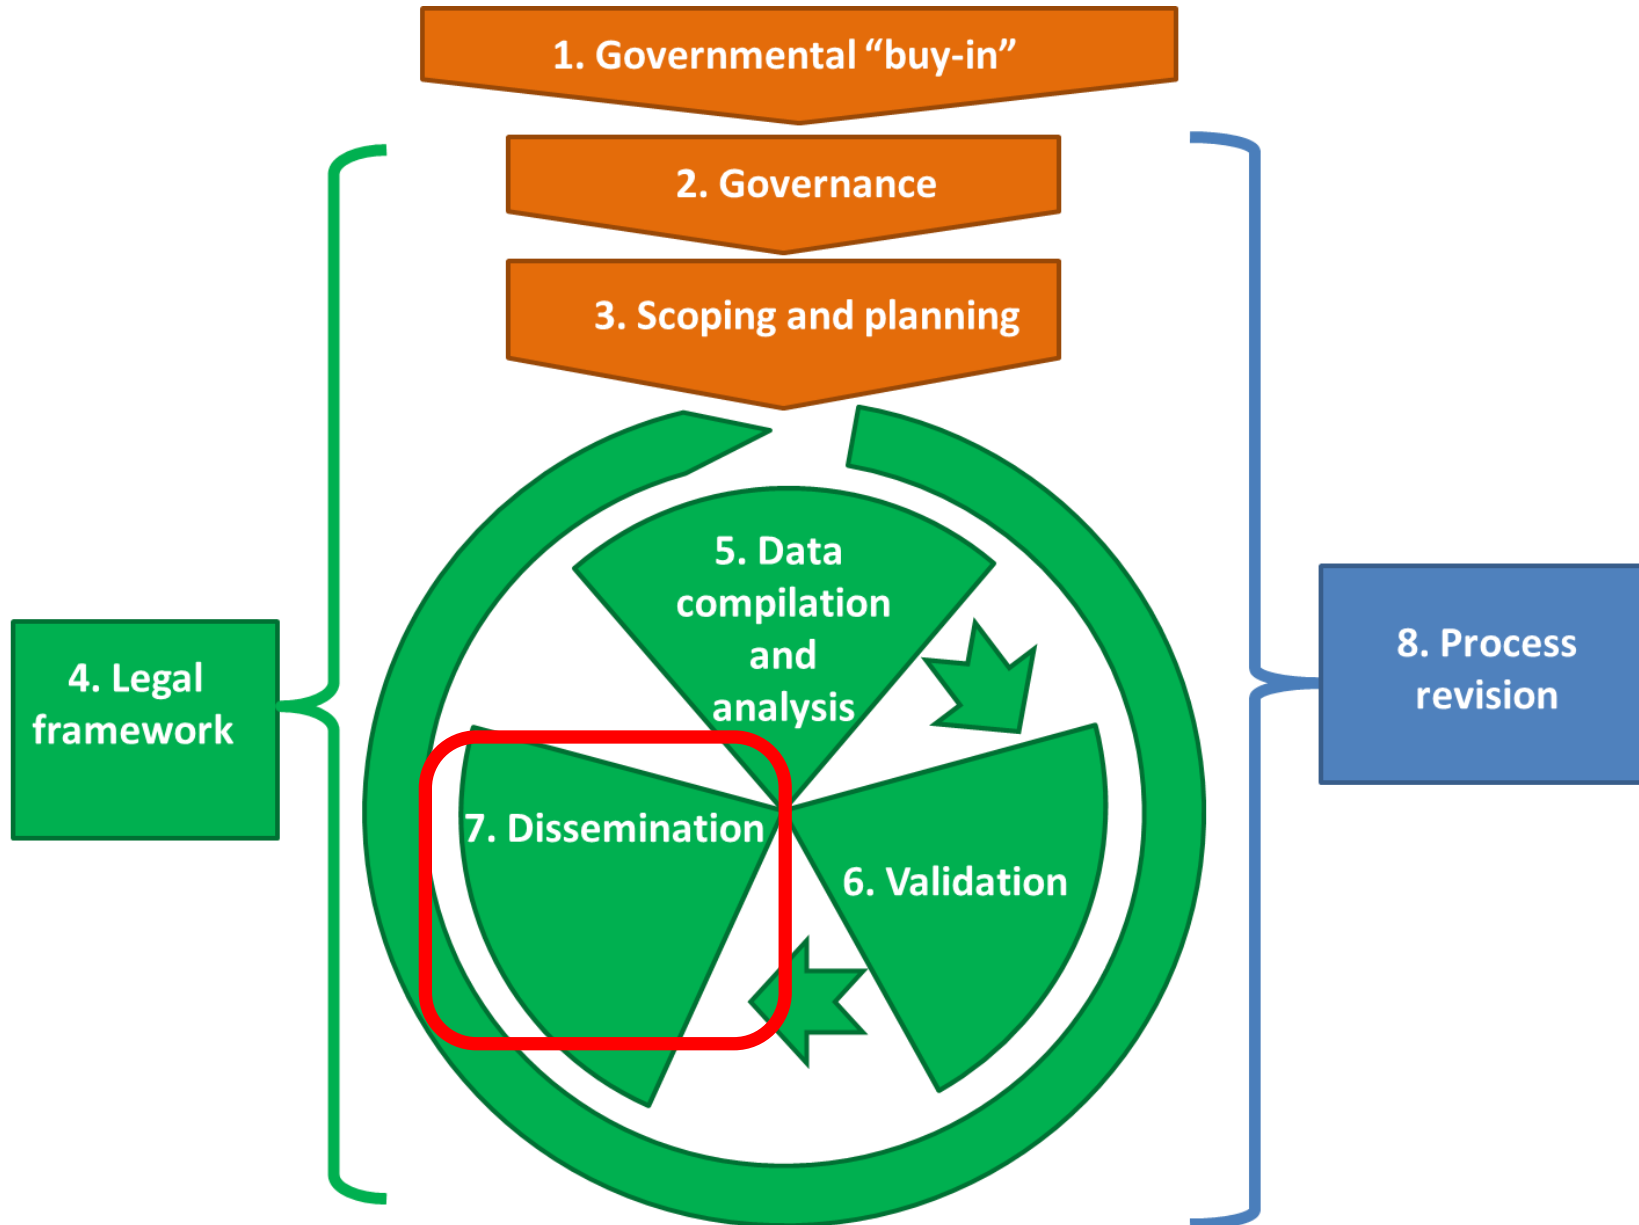 1. Governmental “buy-in”
2. Governance
3. Scoping and planning
4. Legal
framework
5. Data
compilation
and
analysis
6. Validation
7. Dissemination
8. Process
revision